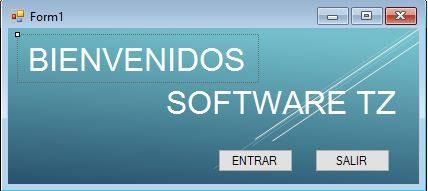 Form1
BIENVENIDOS
SOFTWARE TZ
ENTRAR
SALIR